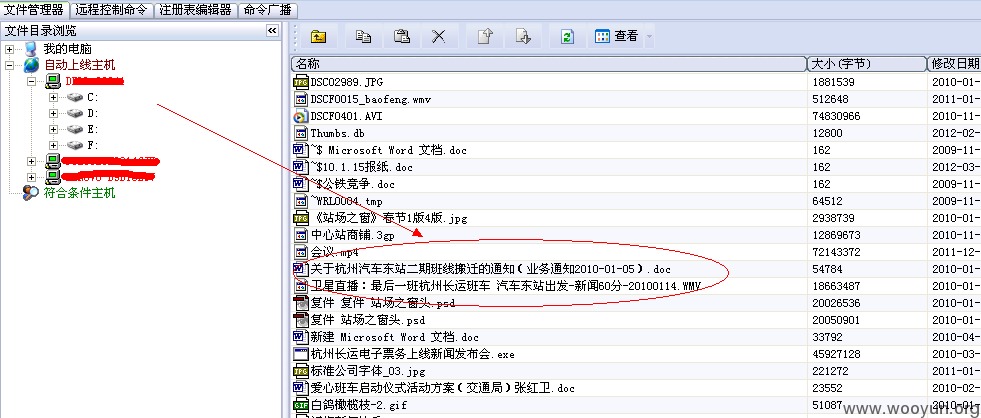 文件管理器 远程控制命令 注册表编辑器 命令广播
文件目录浏览
我的电脑
自动上线主机
C:
D:
E:
F:
符合条件主机
查看
名称 大小(字节) 修改日期
DSC02989.JPG 1881539 2010-01-
DSCF0015_baofeng.wmv 512648 2011-01-
DSCF0401.AVI 74830966 2010-11-
Thumbs.db 12800 2012-02-
~$ Microsoft Word 文档.doc 162 2009-11-
~$10.1.15报纸.doc 162 2012-03-
~$公铁竞争.doc 162 2009-11-
~WRL0004.tmp 64512 2009-11-
《站场之窗》春节1版4版.jpg 2938739 2010-01-
中心站商铺.3gp 12869673 2010-11-
会议.mp4 72143372 2011-12-
关于杭州汽车东站二期班线搬迁的通知(业务通知2010-01-05).doc 54784 2010-01-
卫星直播:最后一班杭州长运班车 汽车东站出发-新闻60分-20100114.WMV 18663487 2010-01-
复件 复件 站场之窗头.psd 20026536 2010-01-
复件 站场之窗头.psd 20050901 2010-01-
新建 Microsoft Word 文档.doc 33792 2010-04-
杭州长运电子票务上线新闻发布会.exe 45927128 2010-03-
标准公司字体_03.jpg 221272 2011-01-
爱心班车启动仪式活动方案(交通局)张红卫.doc 23552 2010-02-
白鸽橄榄枝-2.gif 51087 2010-01-
www.wooyun.org